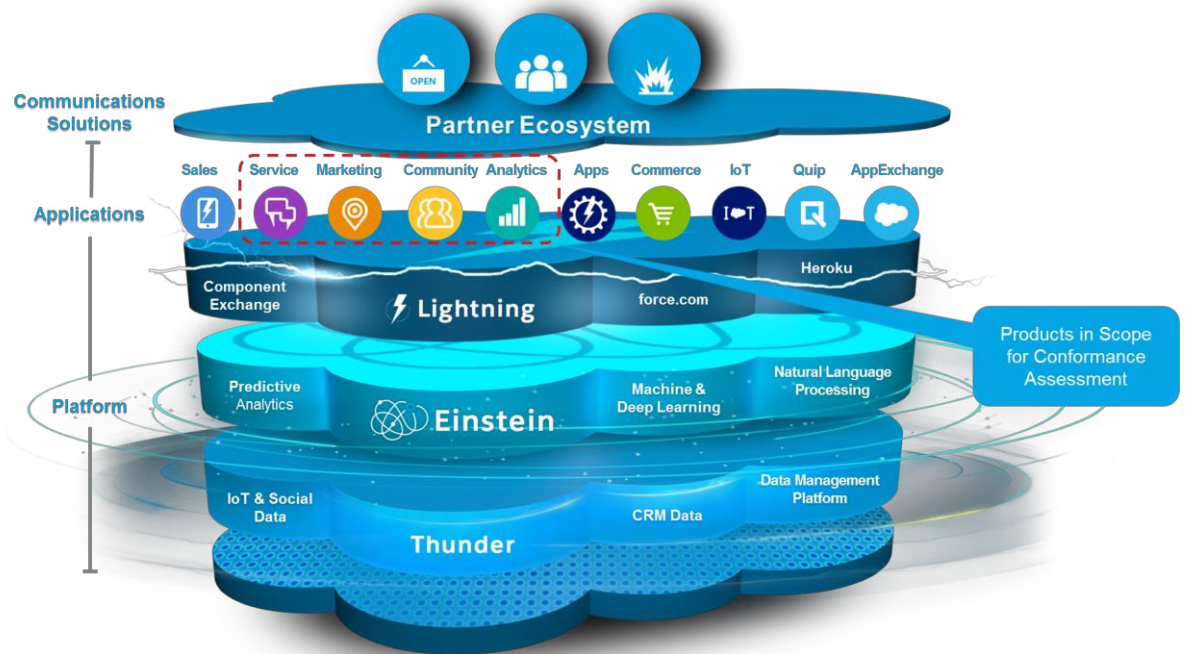 OPEN
Communications
Solutions
Partner Ecosystem
Sales Service Marketing Community Analytics Apps Commerce IoT Quip AppExchange
Applications
I T
Component
Exchange
Lightning
force.com
Heroku
Products in Scope
for Conformance
Assessment
Platform
Predictive
Analytics
Einstein
Machine &
Deep Learning
Natural Language
Processing
IoT & Social
Data
Thunder
CRM Data
Data Management
Platform